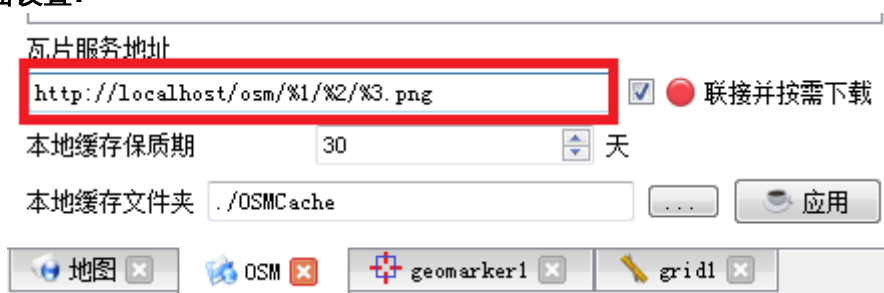 瓦片服务地址
http://localhost/osm/%1/%2/%3.png 联接并按需下载
本地缓存保质期 30 天
本地缓存文件夹 ./OSMCache ... 应用
地图 OSM geomarker1 grid1